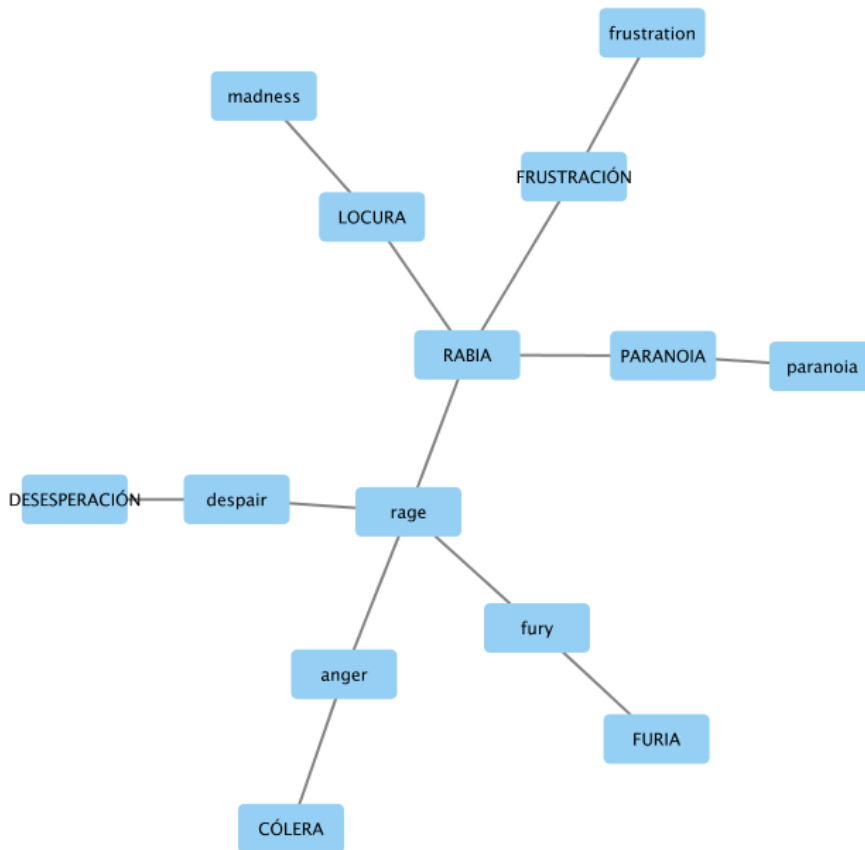 frustration
madness
FRUSTRACIÓN
LOCURA
RABIA
PARANOIA
paranoia
DESESPERACIÓN
despair
rage
fury
anger
FURIA
CÓLERA